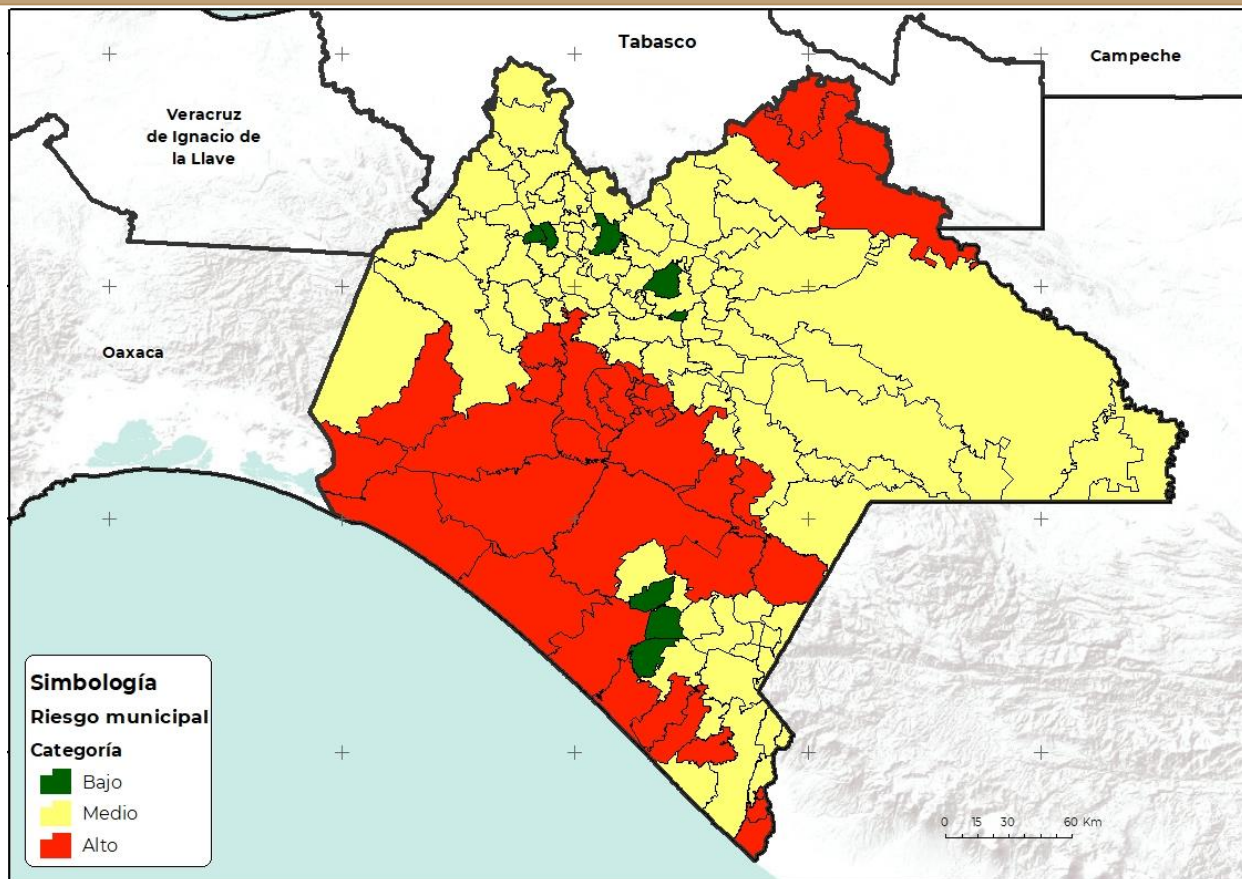 Tabasco
Campeche
Veracruz
de Ignacio de
la Llave
Oaxaca
Simbología
Riesgo municipal
Categoría
Bajo
Medio
Alto
0 15 30 60 Km